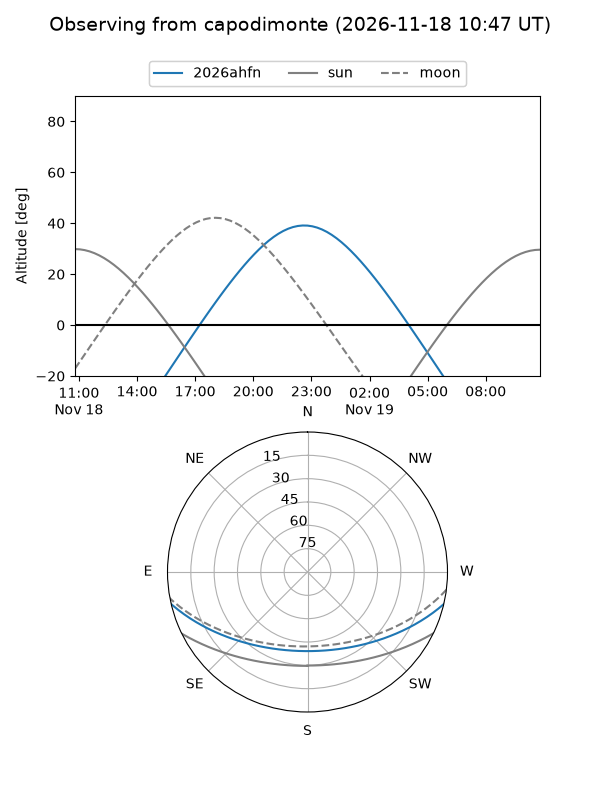 Observing from capodimonte (2026-11-18 10:47 UT)
2026ahfn sun moon
Altitude [deg]
80
60
40
20
0
−20
11:00 14:00 17:00 20:00 23:00 02:00 05:00 08:00
Nov 18 Nov 19
N
NE NW
15
30
45
60
75
E W
SE SW
S